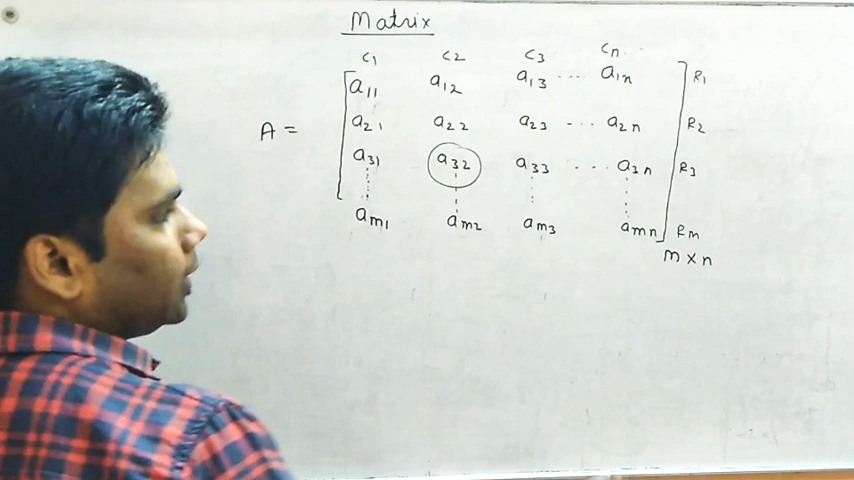 Matrix
C1 C2 C3 Cn..
a11 a12 a13 .... a1n R1
A = a21 a22 a23 - .. a2n R2
a31 a32 a33 - .. a3n R3
am1 am2 am3 amn Rm
m x n